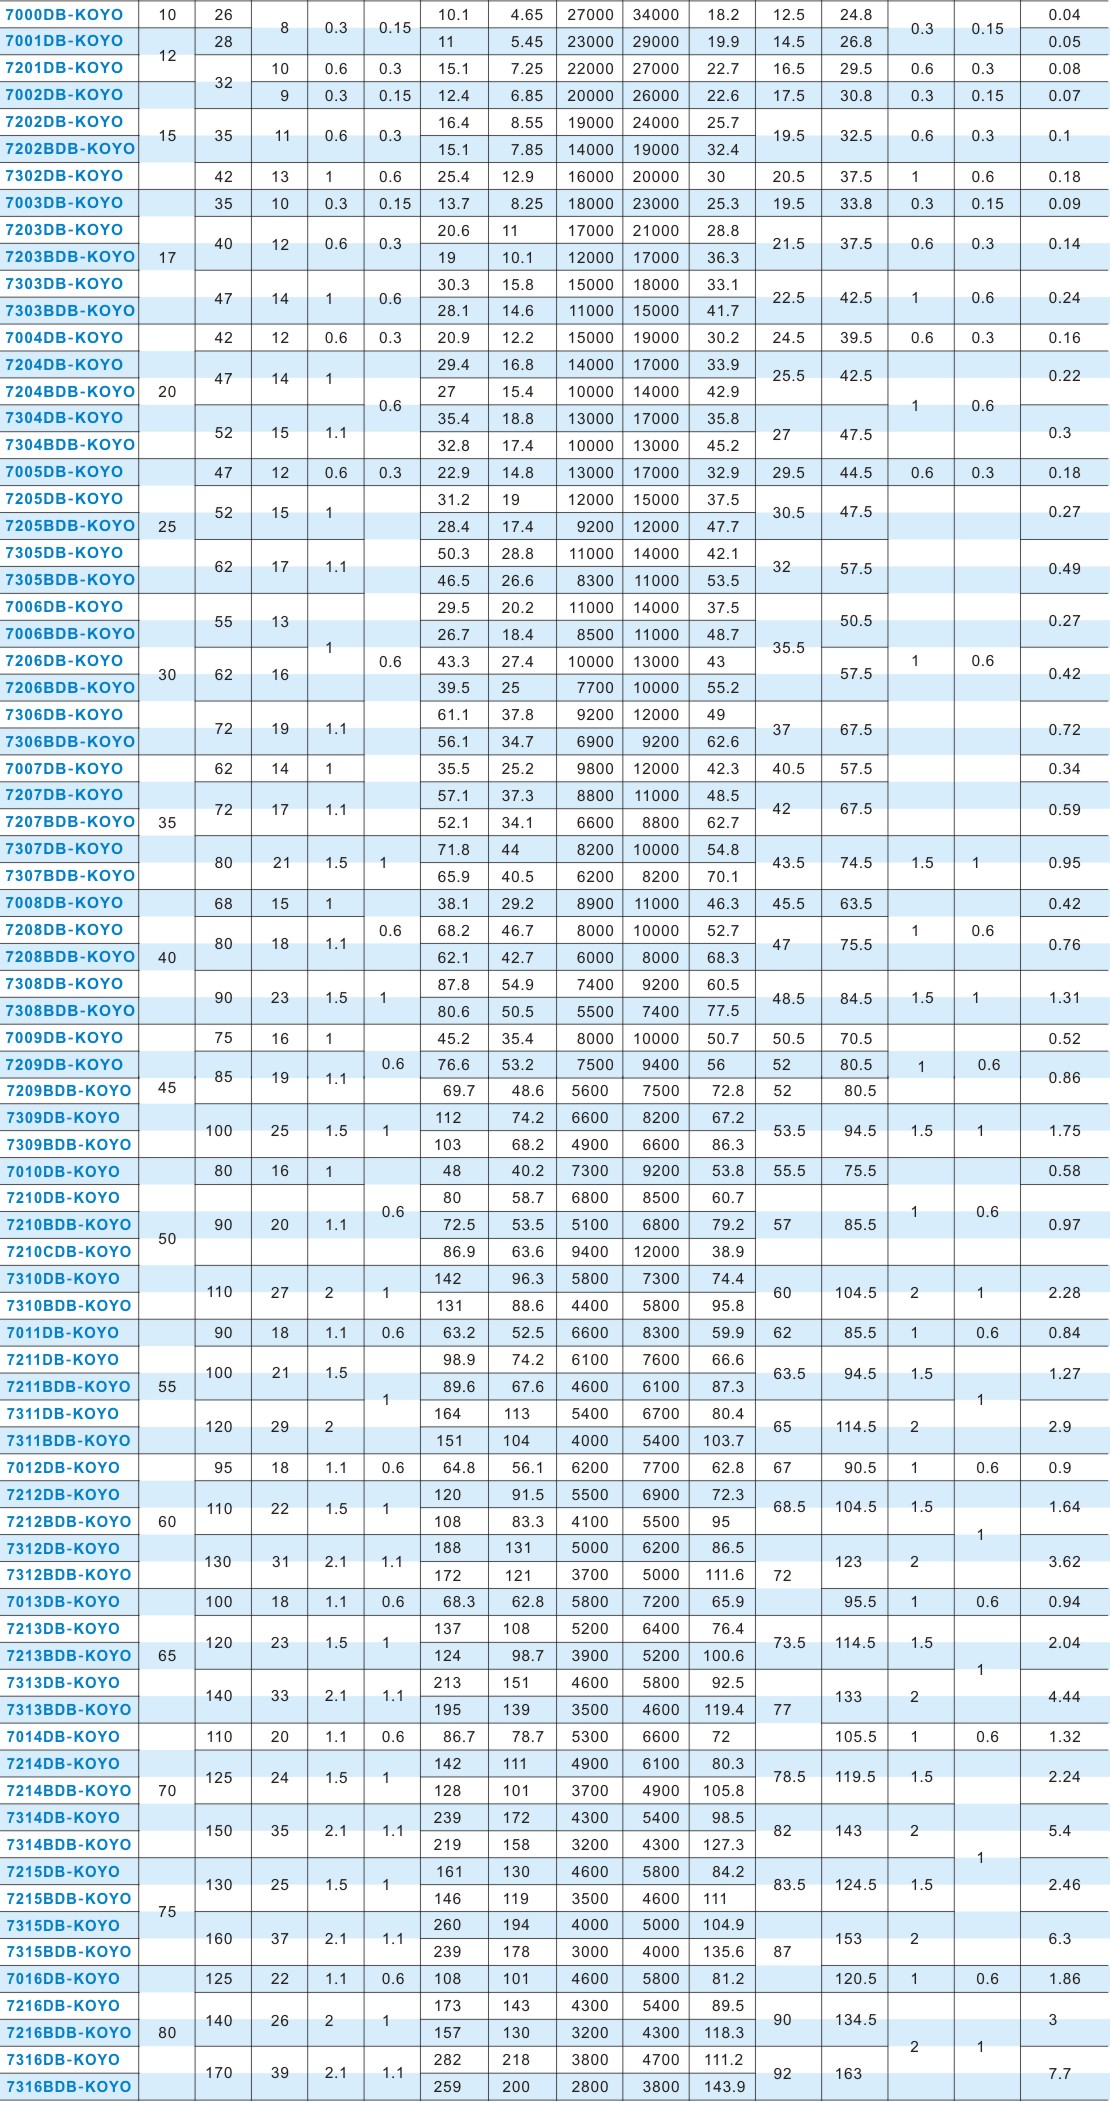 7000DB-KOYO 10 26 8 0.3 0.15 10.1 4.65 27000 34000 18.2 12.5 24.8 0.3 0.15 0.04
7001DB-KOYO 12 28 11 5.45 23000 29000 19.9 14.5 26.8 0.05
7201DB-KOYO 32 10 0.6 0.3 15.1 7.25 22000 27000 22.7 16.5 29.5 0.6 0.3 0.08
7002DB-KOYO 9 0.3 0.15 12.4 6.85 20000 26000 22.6 17.5 30.8 0.3 0.15 0.07
7202DB-KOYO 15 35 11 0.6 0.3 16.4 8.55 19000 24000 25.7 19.5 32.5 0.6 0.3 0.1
7202BDB-KOYO 15.1 7.85 14000 19000 32.4
7302DB-KOYO 42 13 1 0.6 25.4 12.9 16000 20000 30 20.5 37.5 1 0.6 0.18
7003DB-KOYO 35 10 0.3 0.15 13.7 8.25 18000 23000 25.3 19.5 33.8 0.3 0.15 0.09
7203DB-KOYO 40 12 0.6 0.3 20.6 11 17000 21000 28.8 21.5 37.5 0.6 0.3 0.14
7203BDB-KOYO 17 19 10.1 12000 17000 36.3
7303DB-KOYO 47 14 1 0.6 30.3 15.8 15000 18000 33.1 22.5 42.5 1 0.6 0.24
7303BDB-KOYO 28.1 14.6 11000 15000 41.7
7004DB-KOYO 42 12 0.6 0.3 20.9 12.2 15000 19000 30.2 24.5 39.5 0.6 0.3 0.16
7204DB-KOYO 47 14 1 29.4 16.8 14000 17000 33.9 25.5 42.5 0.22
7204BDB-KOYO 20 0.6 27 15.4 10000 14000 42.9 1 0.6
7304DB-KOYO 52 15 1.1 35.4 18.8 13000 17000 35.8 27 47.5 0.3
7304BDB-KOYO 32.8 17.4 10000 13000 45.2
7005DB-KOYO 47 12 0.6 0.3 22.9 14.8 13000 17000 32.9 29.5 44.5 0.6 0.3 0.18
7205DB-KOYO 52 15 1 31.2 19 12000 15000 37.5 30.5 47.5 0.27
7205BDB-KOYO 25 28.4 17.4 9200 12000 47.7
7305DB-KOYO 62 17 1.1 50.3 28.8 11000 14000 42.1 32 57.5 0.49
7305BDB-KOYO 46.5 26.6 8300 11000 53.5
7006DB-KOYO 55 13 29.5 20.2 11000 14000 37.5 50.5 0.27
7006BDB-KOYO 1 26.7 18.4 8500 11000 48.7 35.5
7206DB-KOYO 30 62 16 0.6 43.3 27.4 10000 13000 43 57.5 1 0.6 0.42
7206BDB-KOYO 39.5 25 7700 10000 55.2
7306DB-KOYO 72 19 1.1 61.1 37.8 9200 12000 49 37 67.5 0.72
7306BDB-KOYO 56.1 34.7 6900 9200 62.6
7007DB-KOYO 62 14 1 35.5 25.2 9800 12000 42.3 40.5 57.5 0.34
7207DB-KOYO 72 17 1.1 57.1 37.3 8800 11000 48.5 42 67.5 0.59
7207BDB-KOYO 35 52.1 34.1 6600 8800 62.7
7307DB-KOYO 80 21 1.5 1 71.8 44 8200 10000 54.8 43.5 74.5 1.5 1 0.95
7307BDB-KOYO 65.9 40.5 6200 8200 70.1
7008DB-KOYO 68 15 1 38.1 29.2 8900 11000 46.3 45.5 63.5 0.42
7208DB-KOYO 80 18 1.1 0.6 68.2 46.7 8000 10000 52.7 47 75.5 1 0.6 0.76
7208BDB-KOYO 40 62.1 42.7 6000 8000 68.3
7308DB-KOYO 90 23 1.5 1 87.8 54.9 7400 9200 60.5 48.5 84.5 1.5 1 1.31
7308BDB-KOYO 80.6 50.5 5500 7400 77.5
7009DB-KOYO 75 16 1 45.2 35.4 8000 10000 50.7 50.5 70.5 0.52
7209DB-KOYO 85 19 1.1 0.6 76.6 53.2 7500 9400 56 52 80.5 1 0.6 0.86
7209BDB-KOYO 45 69.7 48.6 5600 7500 72.8 52 80.5
7309DB-KOYO 100 25 1.5 1 112 74.2 6600 8200 67.2 53.5 94.5 1.5 1 1.75
7309BDB-KOYO 103 68.2 4900 6600 86.3
7010DB-KOYO 80 16 1 48 40.2 7300 9200 53.8 55.5 75.5 0.58
7210DB-KOYO 0.6 80 58.7 6800 8500 60.7 1 0.6
7210BDB-KOYO 50 90 20 1.1 72.5 53.5 5100 6800 79.2 57 85.5 0.97
7210CDB-KOYO 86.9 63.6 9400 12000 38.9
7310DB-KOYO 110 27 2 1 142 96.3 5800 7300 74.4 60 104.5 2 1 2.28
7310BDB-KOYO 131 88.6 4400 5800 95.8
7011DB-KOYO 90 18 1.1 0.6 63.2 52.5 6600 8300 59.9 62 85.5 1 0.6 0.84
7211DB-KOYO 100 21 1.5 98.9 74.2 6100 7600 66.6 63.5 94.5 1.5 1.27
7211BDB-KOYO 55 1 89.6 67.6 4600 6100 87.3 1
7311DB-KOYO 120 29 2 164 113 5400 6700 80.4 65 114.5 2 2.9
7311BDB-KOYO 151 104 4000 5400 103.7
7012DB-KOYO 95 18 1.1 0.6 64.8 56.1 6200 7700 62.8 67 90.5 1 0.6 0.9
7212DB-KOYO 110 22 1.5 1 120 91.5 5500 6900 72.3 68.5 104.5 1.5 1.64
7212BDB-KOYO 60 108 83.3 4100 5500 95 1
7312DB-KOYO 130 31 2.1 1.1 188 131 5000 6200 86.5 123 2 3.62
7312BDB-KOYO 172 121 3700 5000 111.6 72
7013DB-KOYO 100 18 1.1 0.6 68.3 62.8 5800 7200 65.9 95.5 1 0.6 0.94
7213DB-KOYO 120 23 1.5 1 137 108 5200 6400 76.4 73.5 114.5 1.5 2.04
7213BDB-KOYO 65 124 98.7 3900 5200 100.6 1
7313DB-KOYO 140 33 2.1 1.1 213 151 4600 5800 92.5 133 2 4.44
7313BDB-KOYO 195 139 3500 4600 119.4 77
7014DB-KOYO 110 20 1.1 0.6 86.7 78.7 5300 6600 72 105.5 1 0.6 1.32
7214DB-KOYO 125 24 1.5 1 142 111 4900 6100 80.3 78.5 119.5 1.5 2.24
7214BDB-KOYO 70 128 101 3700 4900 105.8
7314DB-KOYO 150 35 2.1 1.1 239 172 4300 5400 98.5 82 143 2 5.4
7314BDB-KOYO 219 158 3200 4300 127.3 1
7215DB-KOYO 130 25 1.5 1 161 130 4600 5800 84.2 83.5 124.5 1.5 2.46
7215BDB-KOYO 75 146 119 3500 4600 111
7315DB-KOYO 160 37 2.1 1.1 260 194 4000 5000 104.9 153 2 6.3
7315BDB-KOYO 239 178 3000 4000 135.6 87
7016DB-KOYO 125 22 1.1 0.6 108 101 4600 5800 81.2 120.5 1 0.6 1.86
7216DB-KOYO 140 26 2 1 173 143 4300 5400 89.5 90 134.5 3
7216BDB-KOYO 80 157 130 3200 4300 118.3 2 1
7316DB-KOYO 170 39 2.1 1.1 282 218 3800 4700 111.2 92 163 7.7
7316BDB-KOYO 259 200 2800 3800 143.9